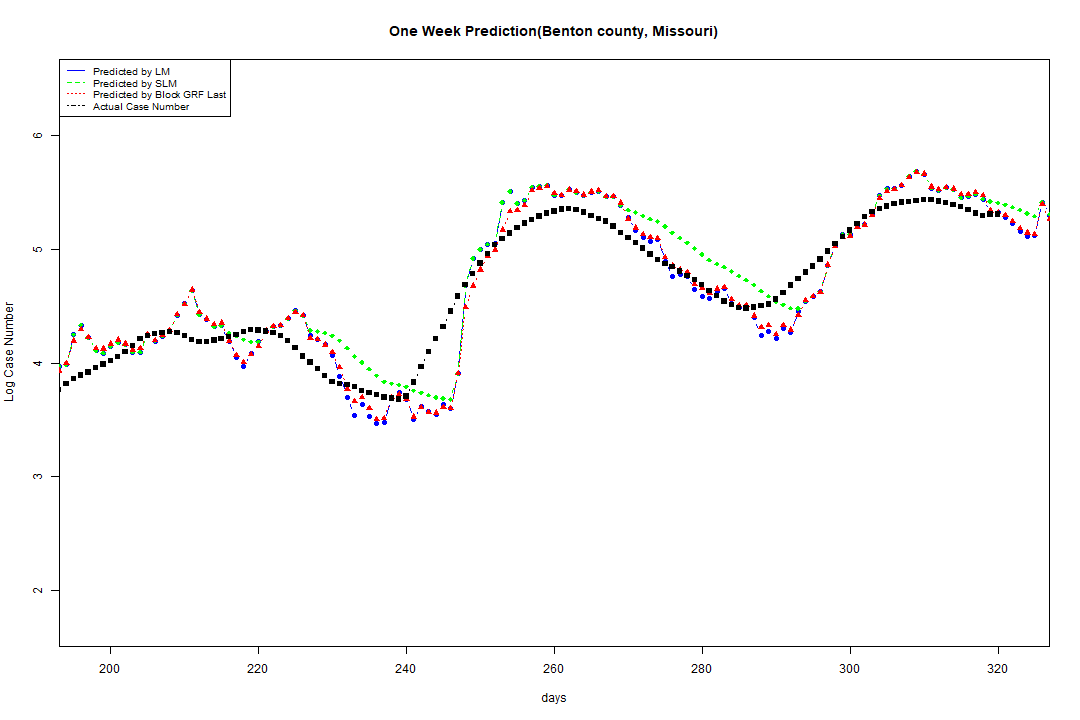 One Week Prediction(Benton county, Missouri)
Predicted by LM
Predicted by SLM
Predicted by Block GRF Last
Actual Case Number
6
5
4
3
2
Log Case Number
200 220 240 260 280 300 320
days